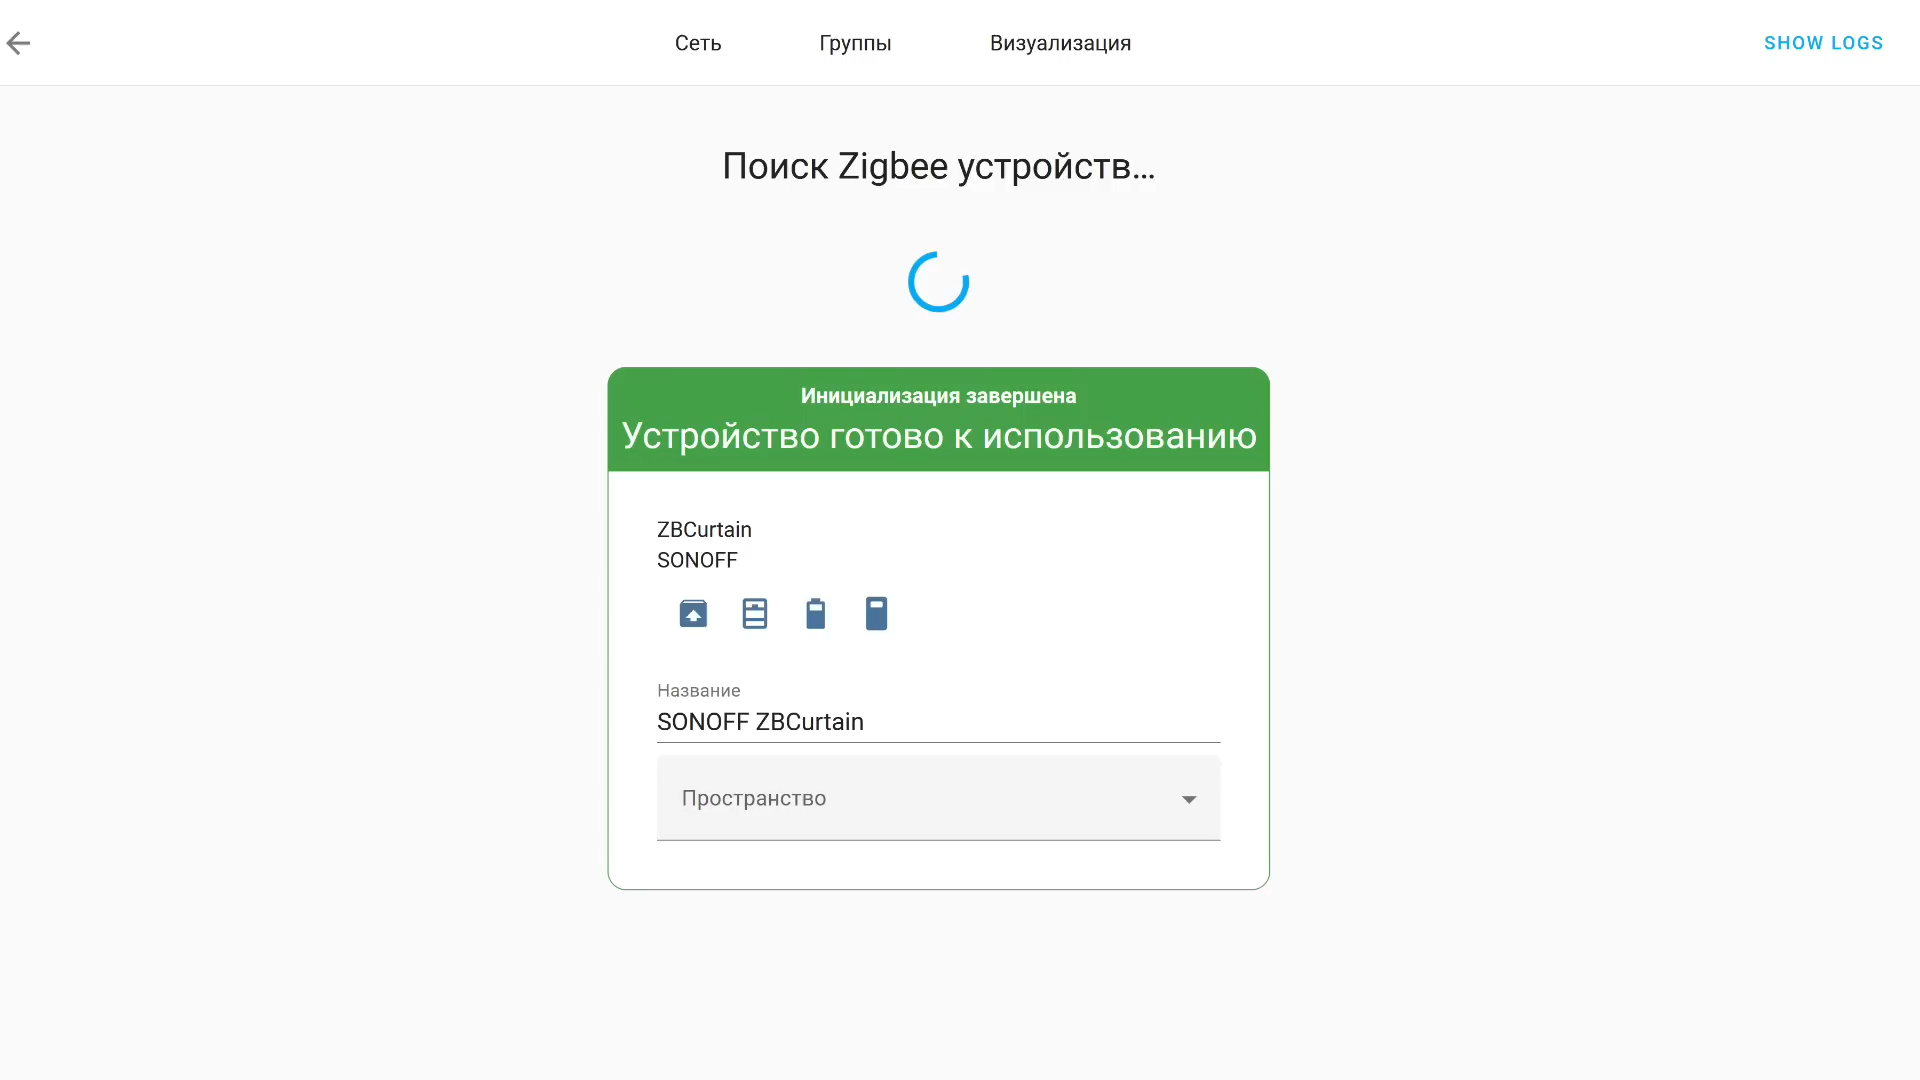 Сеть Группы Визуализация SHOW LOGS
Поиск Zigbee устройств...
Инициализация завершена
Устройство готово к использованию
ZBCurtain
SONOFF
Название
SONOFF ZBCurtain
Пространство